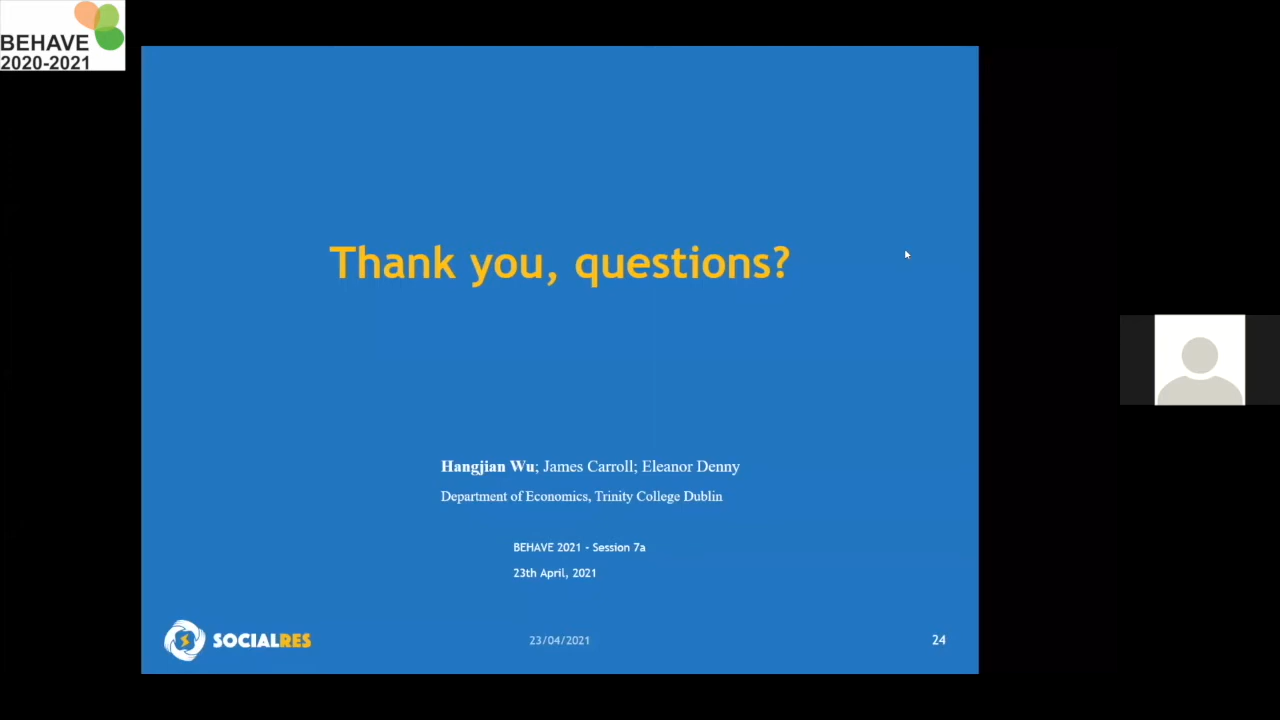 BEHAVE
2020-2021
Thank you, questions?
Hangjian Wu; James Carroll; Eleanor Denny
Department of Economics, Trinity College Dublin
BEHAVE 2021 - Session 7a
23th April, 2021
SOCIALRES
23/04/2021
24